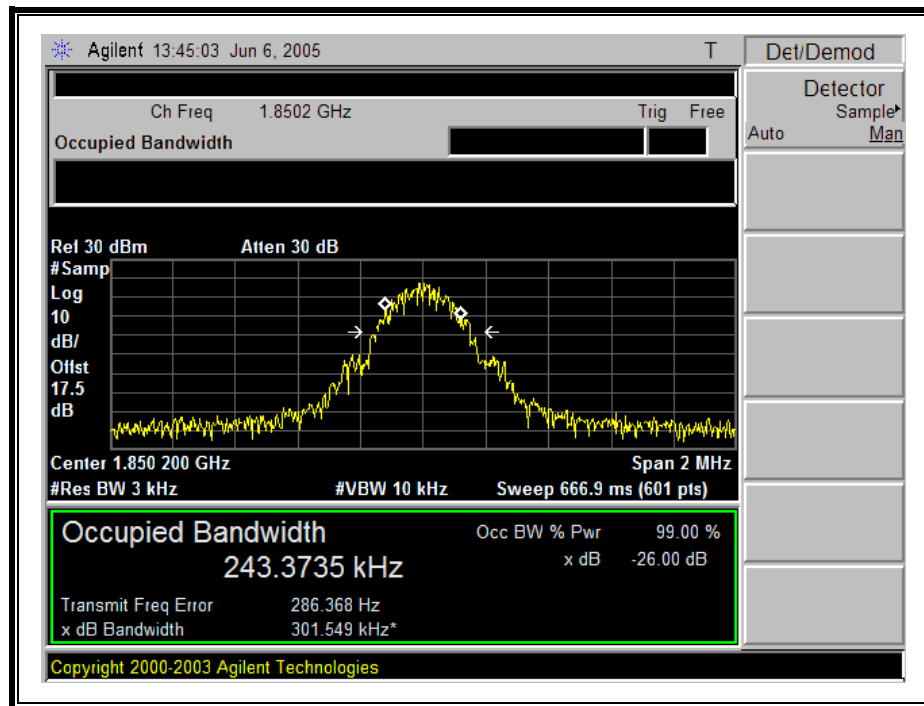 Agilent 13:45:03 Jun 6, 2005 T
Det/Demod
Ch Freq 1.8502 GHz Trig Free
Occupied Bandwidth
Detector
Sample
Auto Man
Ref 30 dBm Atten 30 dB
#Samp
Log
10
dB/
Offst
17.5
dB
Center 1.850 200 GHz Span 2 MHz
#Res BW 3 kHz #VBW 10 kHz Sweep 666.9 ms (601 pts)
Occupied Bandwidth Occ BW % Pwr 99.00 %
243.3735 kHz x dB -26.00 dB
Transmit Freq Error 286.368 Hz
x dB Bandwidth 301.549 kHz*
Copyright 2000-2003 Agilent Technologies